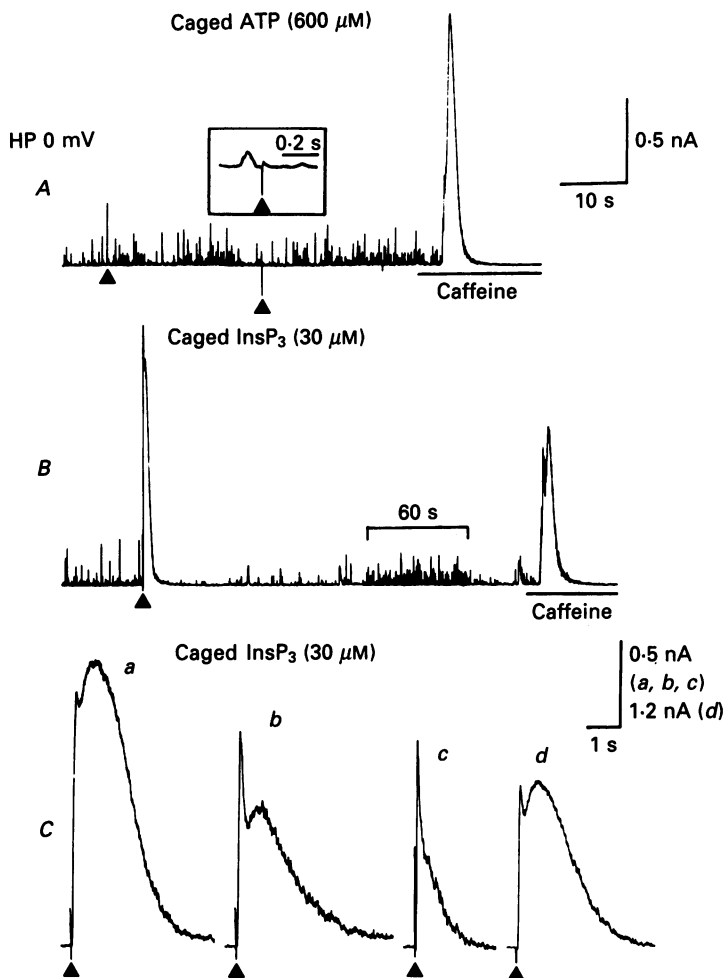 Caged ATP (600 μM)
HP 0 mV
0·2 s
0·5 nA
A
10 s
Caffeine
Caged InsP₃ (30 μM)
B
60 s
Caffeine
Caged InsP₃ (30 μM)
a
b
c
d
0·5 nA
(a, b, c)
1·2 nA (d)
1 s
C